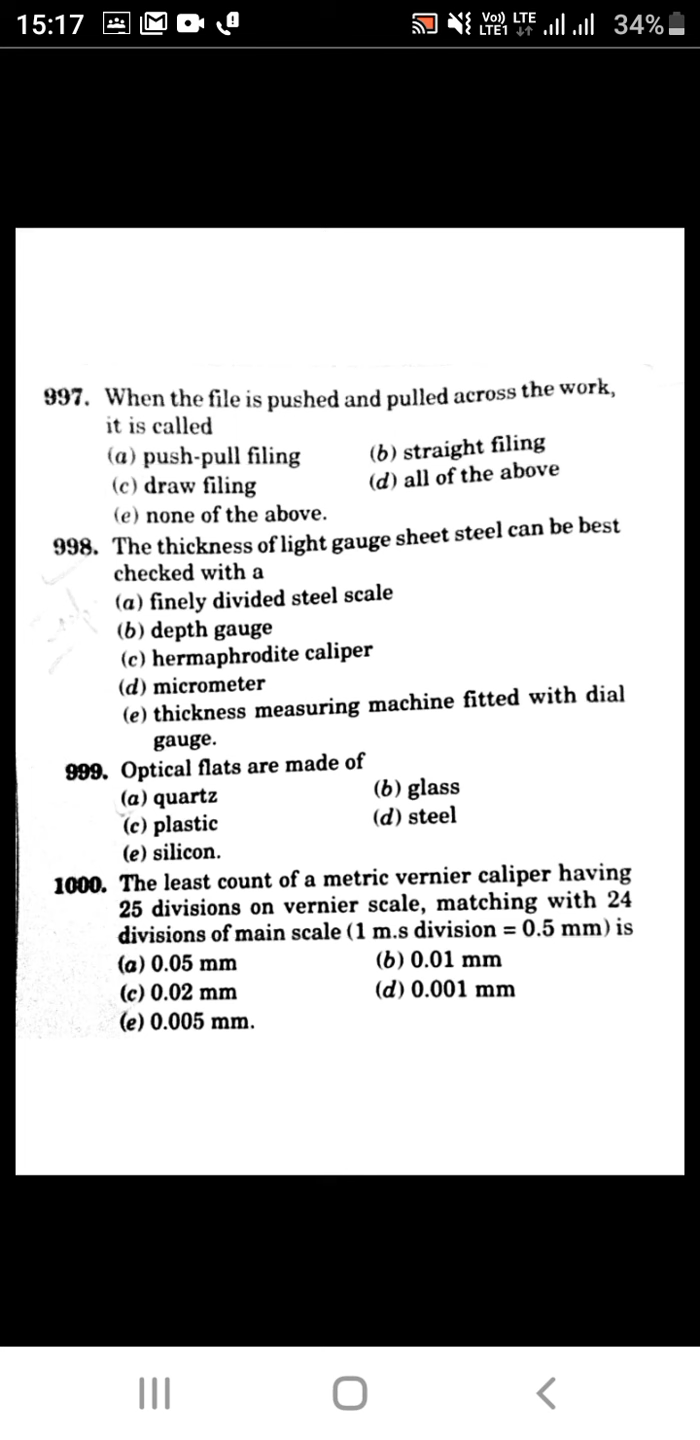 15:17
Vo)) LTE
LTE1
34%
997. When the file is pushed and pulled across the work,
it is called
(a) push-pull filing (b) straight filing
(c) draw filing (d) all of the above
(e) none of the above.
998. The thickness of light gauge sheet steel can be best
checked with a
(a) finely divided steel scale
(b) depth gauge
(c) hermaphrodite caliper
(d) micrometer
(e) thickness measuring machine fitted with dial
gauge.
999. Optical flats are made of
(a) quartz (b) glass
(c) plastic (d) steel
(e) silicon.
1000. The least count of a metric vernier caliper having
25 divisions on vernier scale, matching with 24
divisions of main scale (1 m.s division = 0.5 mm) is
(a) 0.05 mm (b) 0.01 mm
(c) 0.02 mm (d) 0.001 mm
(e) 0.005 mm.